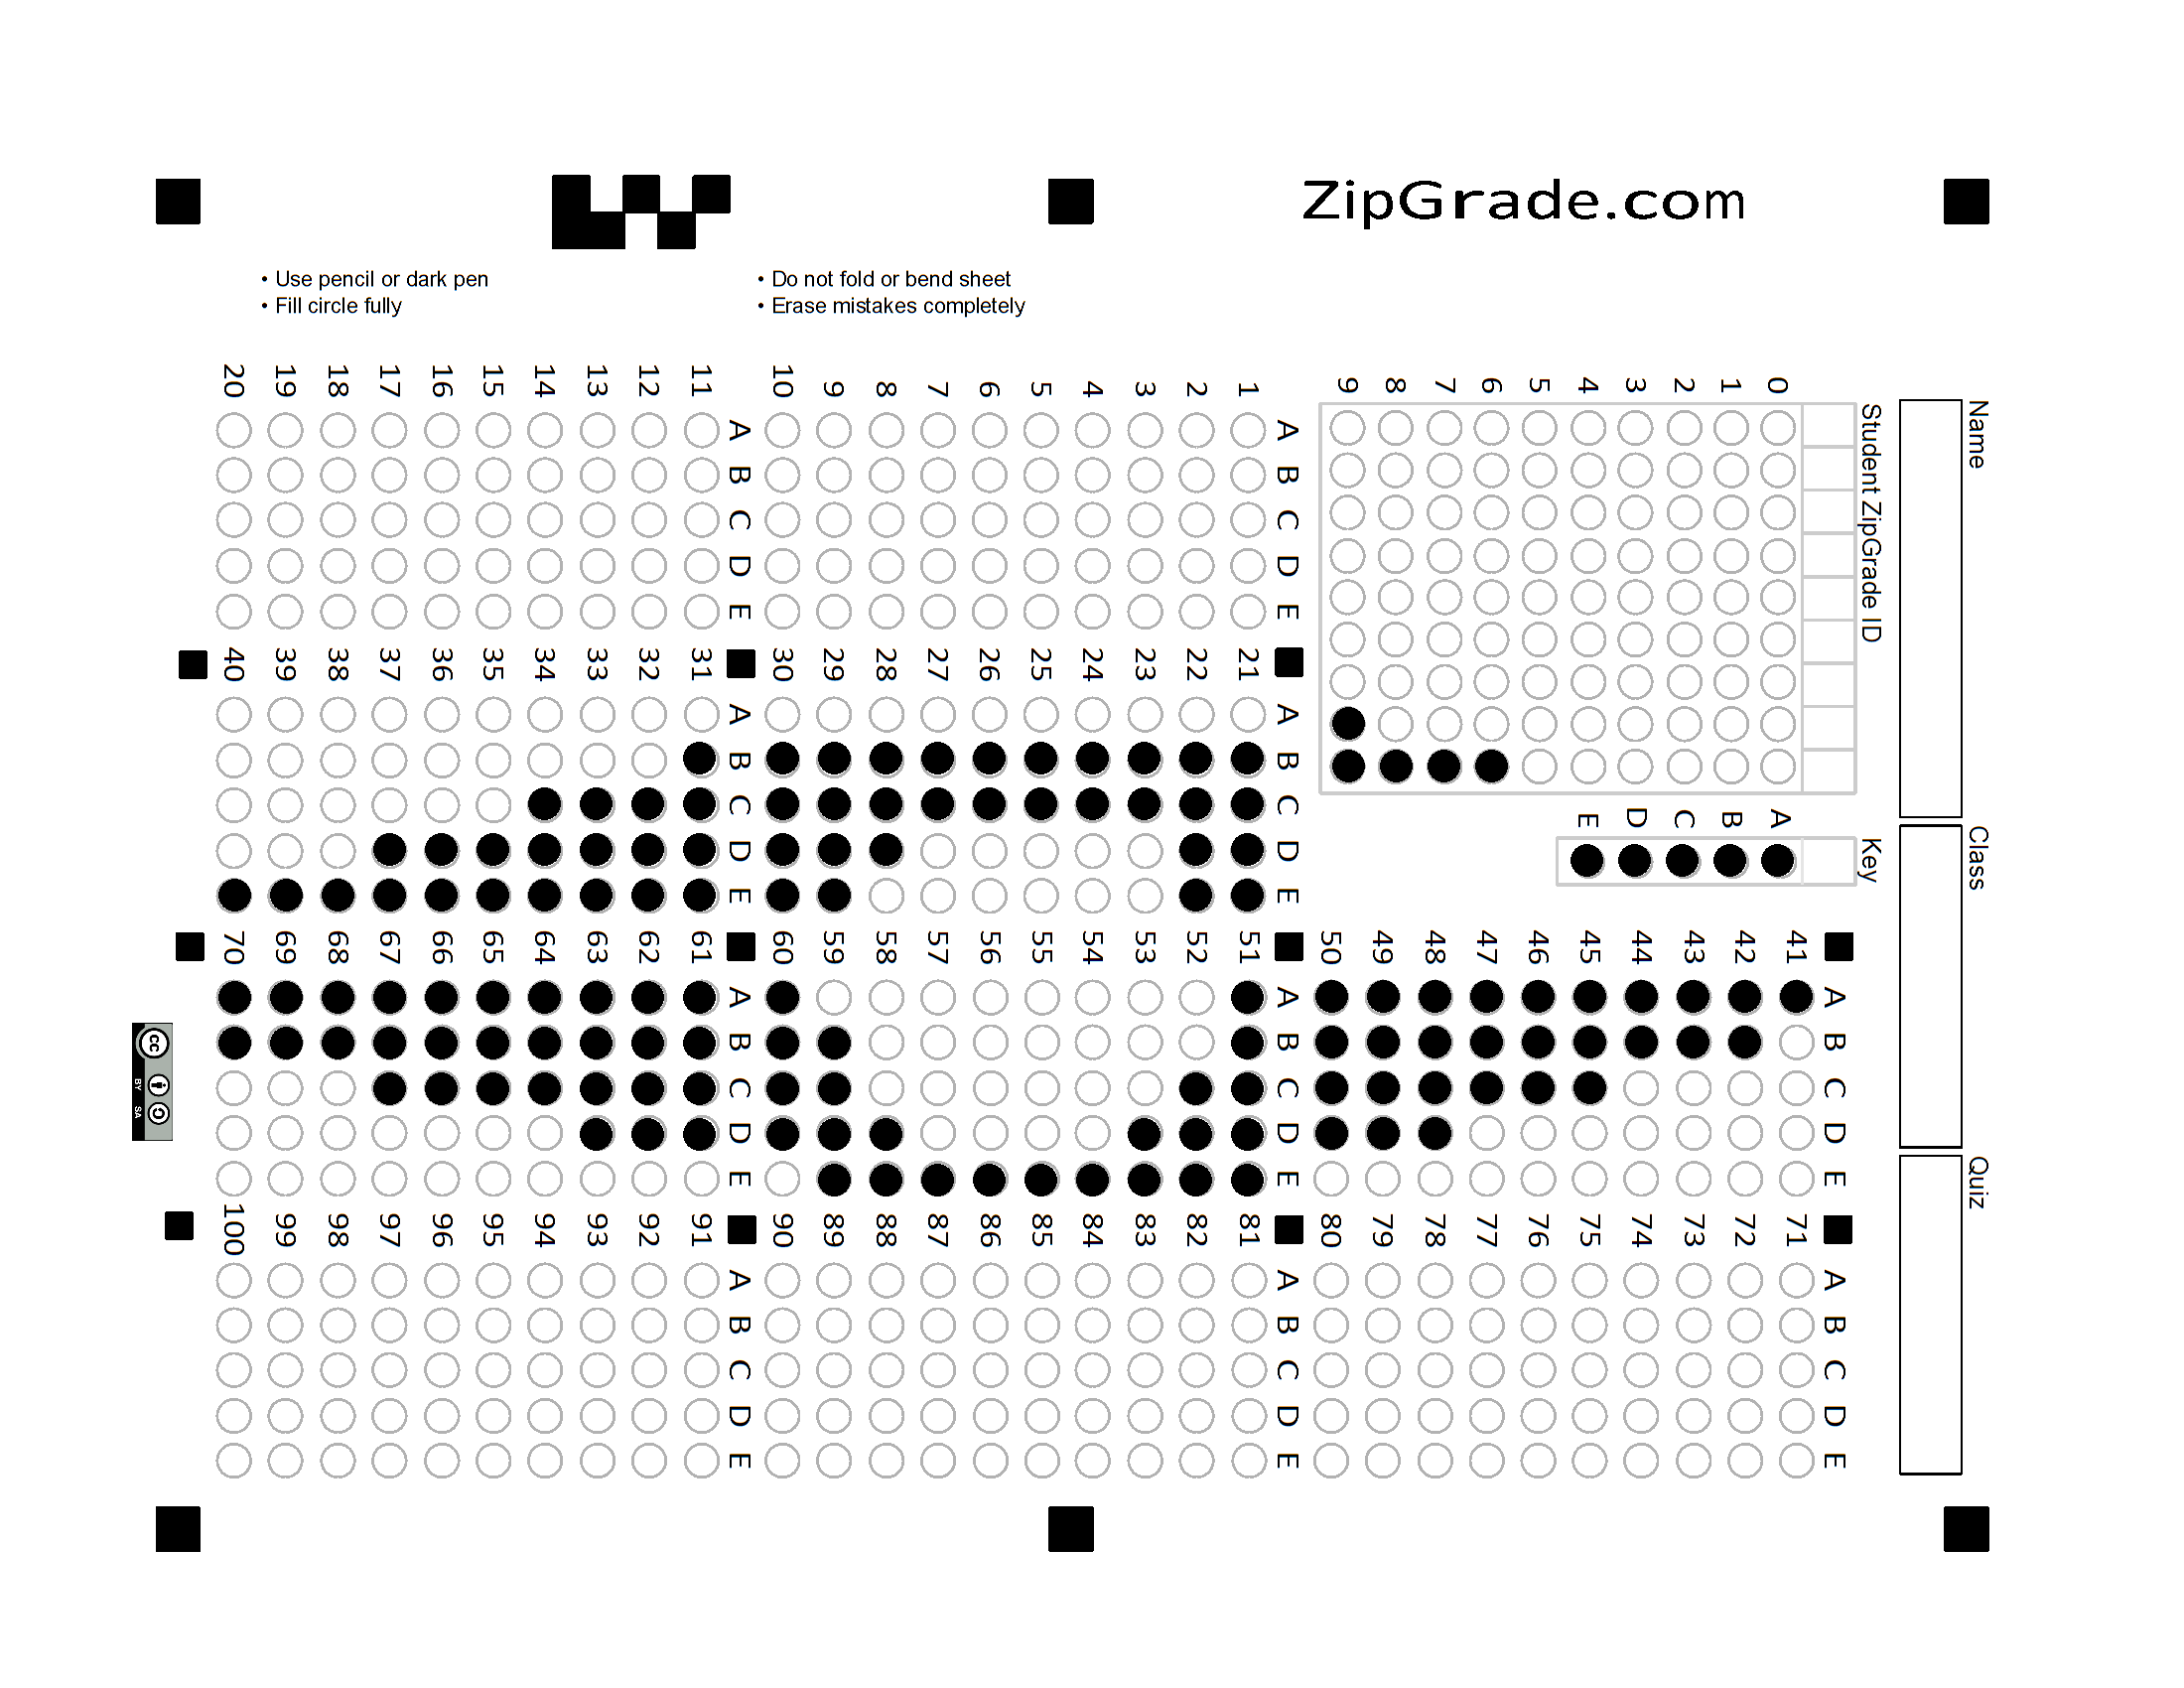 ZipGrade.com
• Use pencil or dark pen
• Fill circle fully
• Do not fold or bend sheet
• Erase mistakes completely
Name
Class
Quiz
Student ZipGrade ID
0 1 2 3 4 5 6 7 8 9
Key
A B C D E
1 2 3 4 5 6 7 8 9 10
A B C D E
11 12 13 14 15 16 17 18 19 20
A B C D E
21 22 23 24 25 26 27 28 29 30
A B C D E
31 32 33 34 35 36 37 38 39 40
A B C D E
41 42 43 44 45 46 47 48 49 50
A B C D E
51 52 53 54 55 56 57 58 59 60
A B C D E
61 62 63 64 65 66 67 68 69 70
A B C D E
71 72 73 74 75 76 77 78 79 80
A B C D E
81 82 83 84 85 86 87 88 89 90
A B C D E
91 92 93 94 95 96 97 98 99 100
A B C D E
cc BY SA